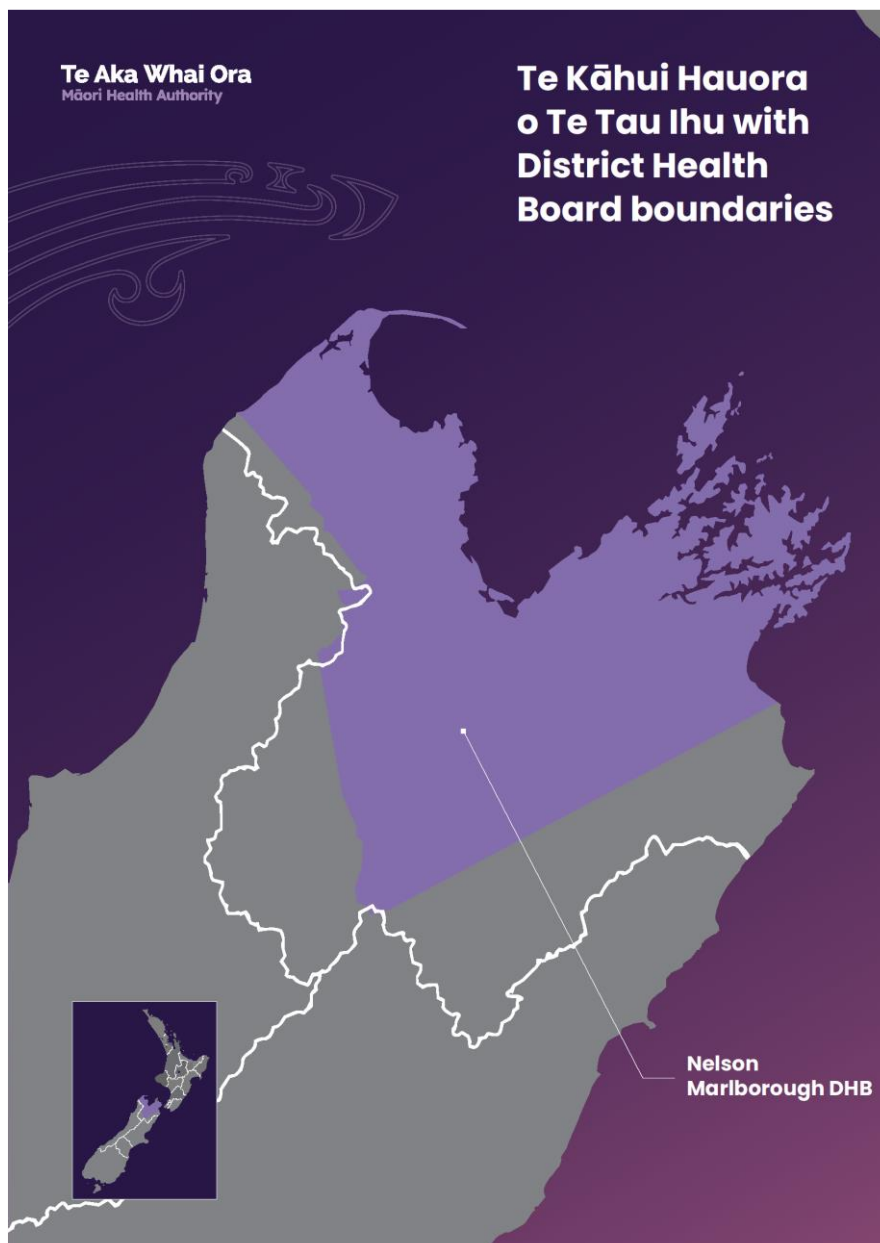 Te Aka Whai Ora
Māori Health Authority
Te Kāhui Hauora
o Te Tau Ihu with
District Health
Board boundaries
Nelson
Marlborough DHB